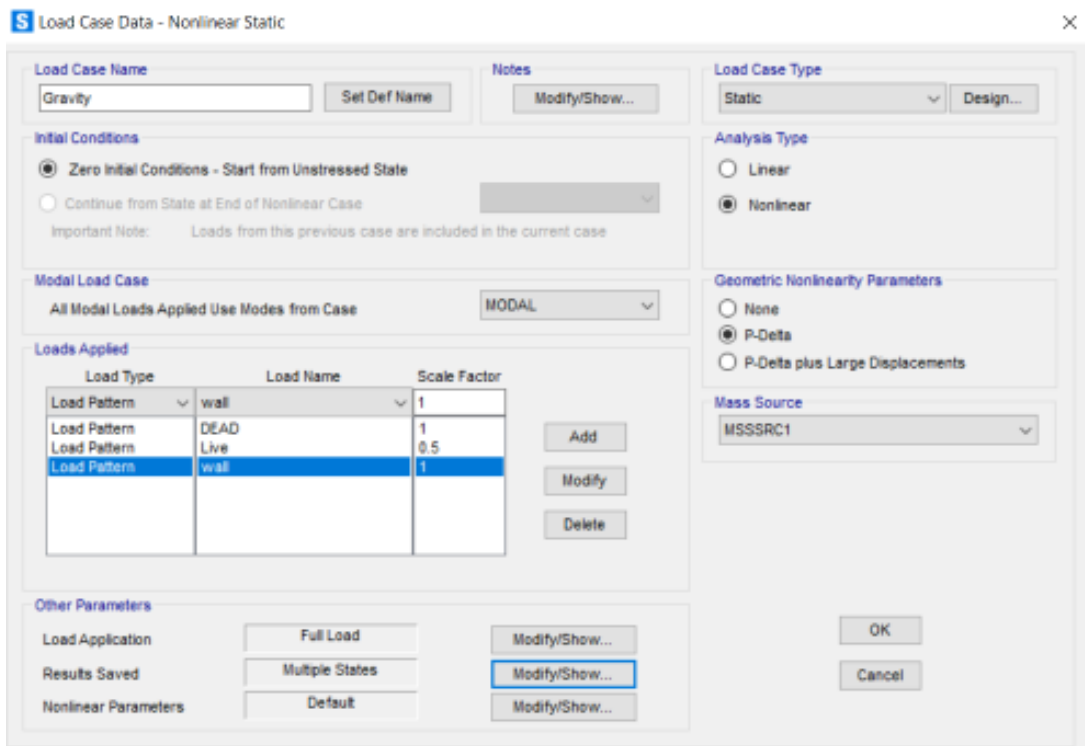 S Load Case Data - Nonlinear Static
Load Case Name
Gravity
Set Def Name
Notes
Modify/Show...
Load Case Type
Static
Design...
Initial Conditions
Zero Initial Conditions - Start from Unstressed State
Continue from State at End of Nonlinear Case
Important Note: Loads from this previous case are included in the current case
Analysis Type
Linear
Nonlinear
Modal Load Case
All Modal Loads Applied Use Modes from Case
MODAL
Geometric Nonlinearity Parameters
None
P-Delta
P-Delta plus Large Displacements
Loads Applied
Load Type Load Name Scale Factor
Load Pattern wall 1
Load Pattern DEAD 1
Load Pattern Live 0.5
Load Pattern wall 1
Add
Modify
Delete
Mass Source
MSSSRC1
Other Parameters
Load Application Full Load Modify/Show...
Results Saved Multiple States Modify/Show...
Nonlinear Parameters Default Modify/Show...
OK
Cancel